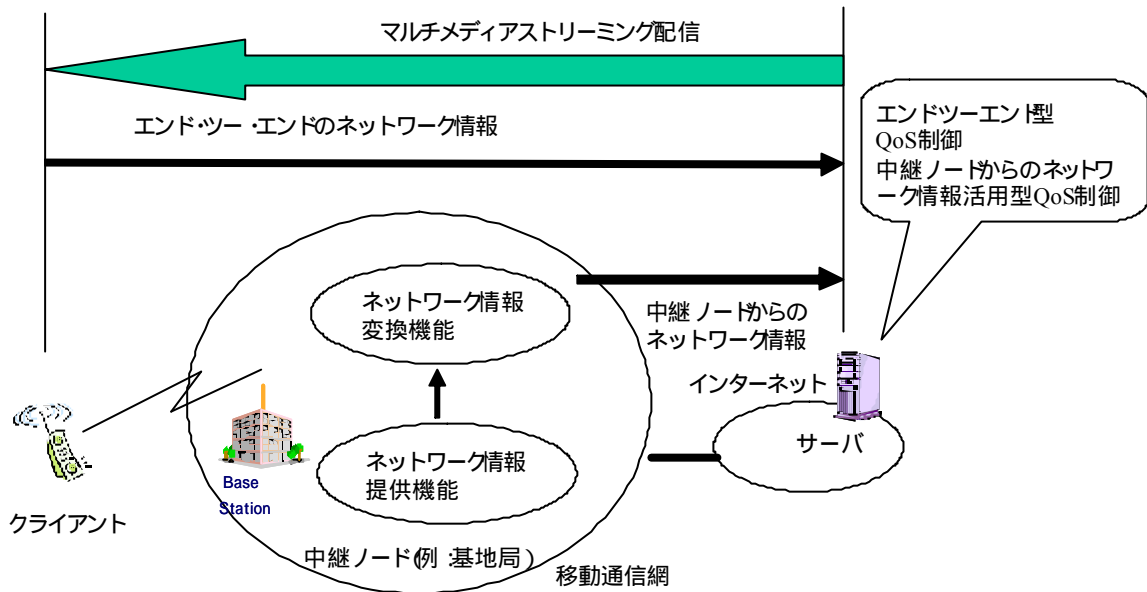 マルチメディアストリーミング配信
エンド・ツー・エンドのネットワーク情報
エンドツーエンド型
QoS制御
中継ノードからのネットワ
ーク情報活用型QoS制御
ネットワーク情報
変換機能
中継ノードからの
ネットワーク情報
インターネット
サーバ
ネットワーク情報
提供機能
Base
Station
クライアント
中継ノード(例:基地局)
移動通信網